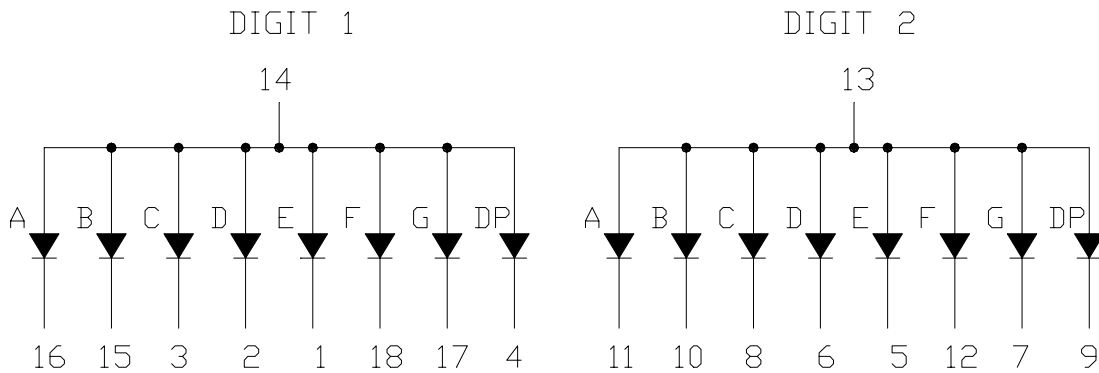 DIGIT 1 DIGIT 2
14 13
A B C D E F G DP A B C D E F G DP
16 15 3 2 1 18 17 4 11 10 8 6 5 12 7 9